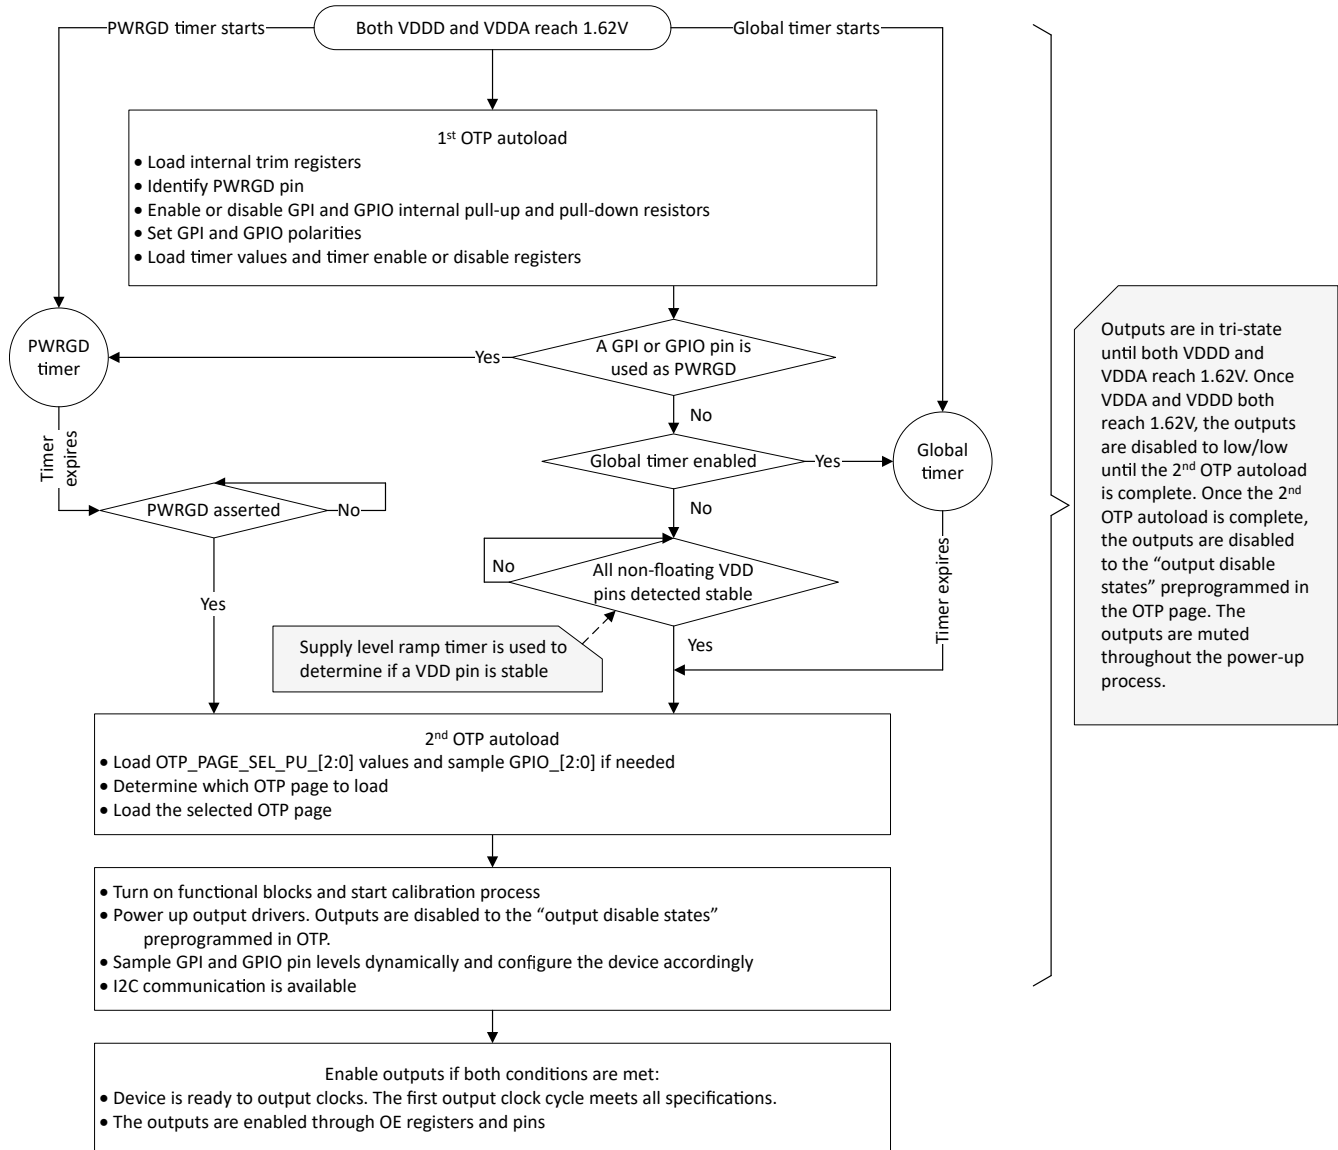 PWRGD timer starts
Both VDDD and VDDA reach 1.62V
Global timer starts
1st OTP autoload
• Load internal trim registers
• Identify PWRGD pin
• Enable or disable GPI and GPIO internal pull-up and pull-down resistors
• Set GPI and GPIO polarities
• Load timer values and timer enable or disable registers
PWRGD
timer
Yes
A GPI or GPIO pin is
used as PWRGD
No
Timer
expires
Global timer enabled
Yes
Global
timer
PWRGD asserted
No
No
No
All non-floating VDD
pins detected stable
Timer expires
Yes
Supply level ramp timer is used to
determine if a VDD pin is stable
Yes
2nd OTP autoload
• Load OTP_PAGE_SEL_PU_[2:0] values and sample GPIO_[2:0] if needed
• Determine which OTP page to load
• Load the selected OTP page
• Turn on functional blocks and start calibration process
• Power up output drivers. Outputs are disabled to the “output disable states”
preprogrammed in OTP.
• Sample GPI and GPIO pin levels dynamically and configure the device accordingly
• I2C communication is available
Enable outputs if both conditions are met:
• Device is ready to output clocks. The first output clock cycle meets all specifications.
• The outputs are enabled through OE registers and pins
Outputs are in tri-state
until both VDDD and
VDDA reach 1.62V. Once
VDDA and VDDD both
reach 1.62V, the outputs
are disabled to low/low
until the 2nd OTP autoload
is complete. Once the 2nd
OTP autoload is complete,
the outputs are disabled
to the “output disable
states” preprogrammed in
the OTP page. The
outputs are muted
throughout the power-up
process.